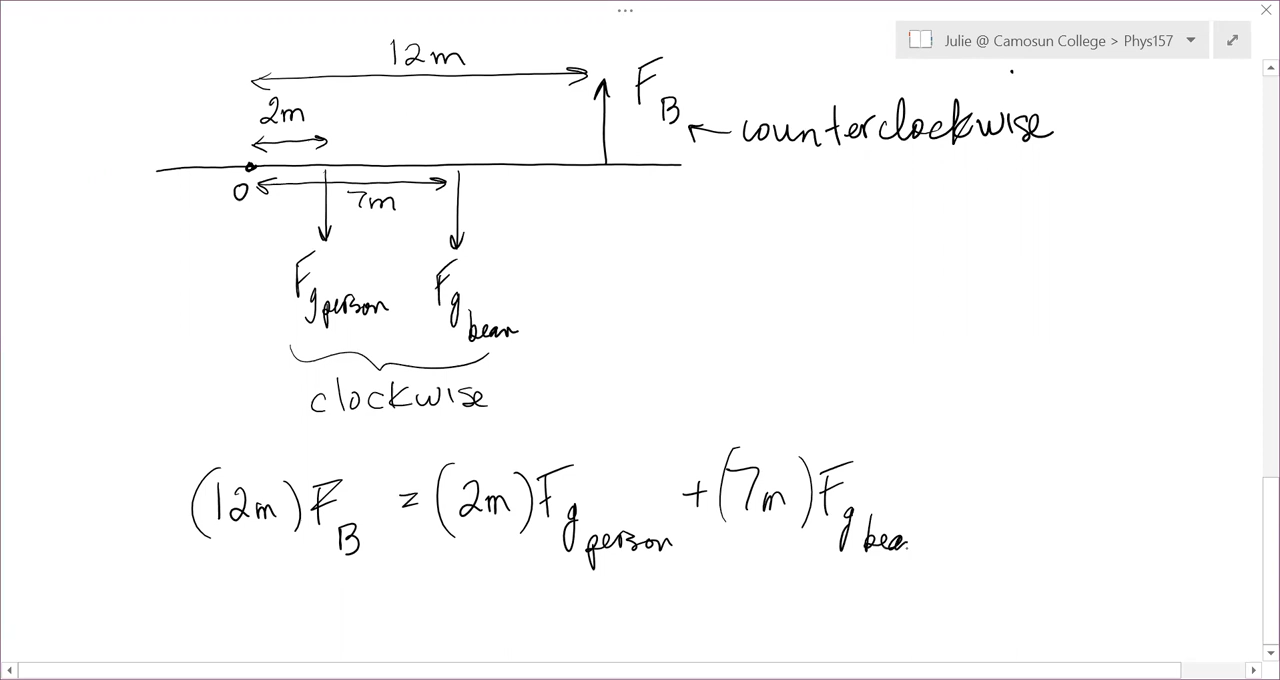 Julie @ Camosun College > Phys157
12m
F_B
2m
← counterclockwise
0
7m
F_g person
F_g beam
clockwise
(12m) F_B = (2m) F_g person + (7m) F_g bea